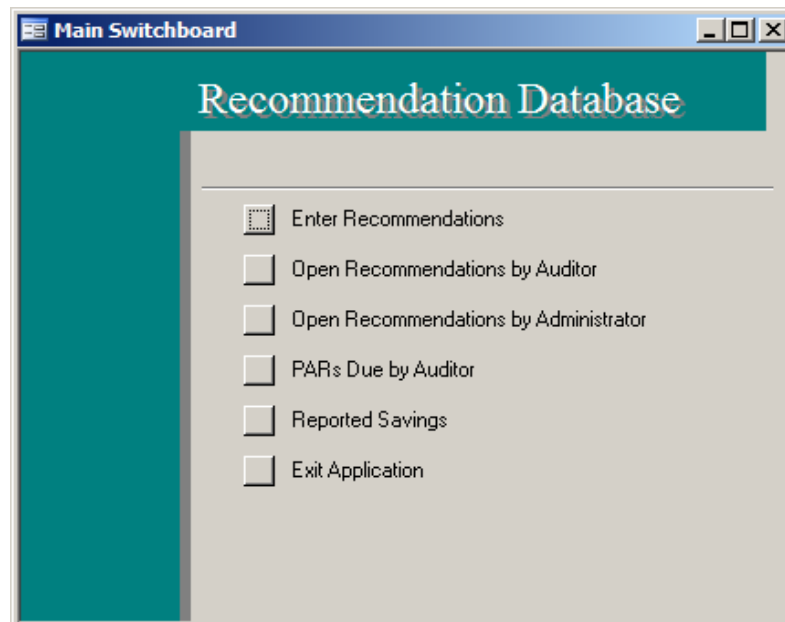 Main Switchboard
Recommendation Database
Enter Recommendations
Open Recommendations by Auditor
Open Recommendations by Administrator
PARs Due by Auditor
Reported Savings
Exit Application